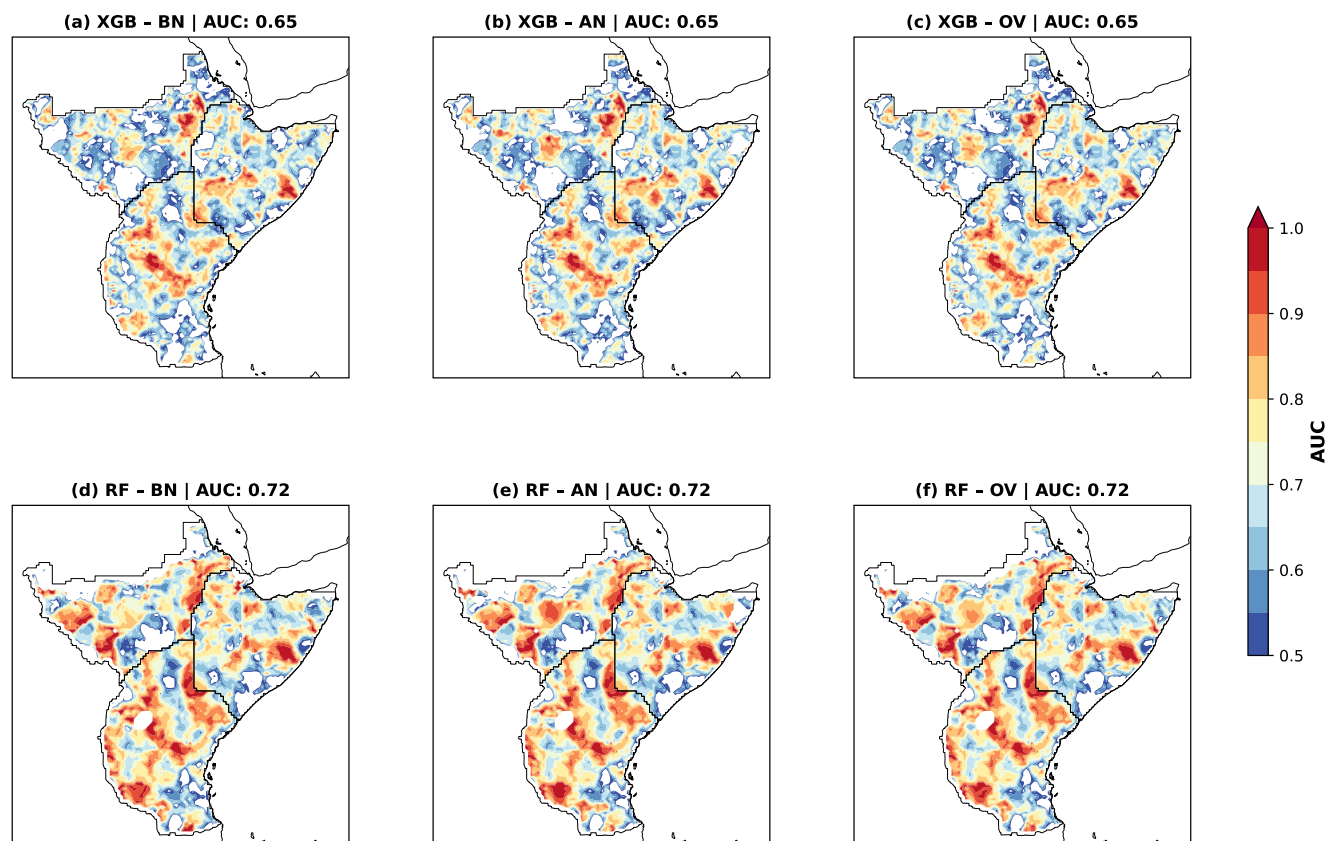 (a) XGB – BN | AUC: 0.65
(b) XGB – AN | AUC: 0.65
(c) XGB – OV | AUC: 0.65
1.0
0.9
0.8
0.7
0.6
0.5
AUC
(d) RF – BN | AUC: 0.72
(e) RF – AN | AUC: 0.72
(f) RF – OV | AUC: 0.72